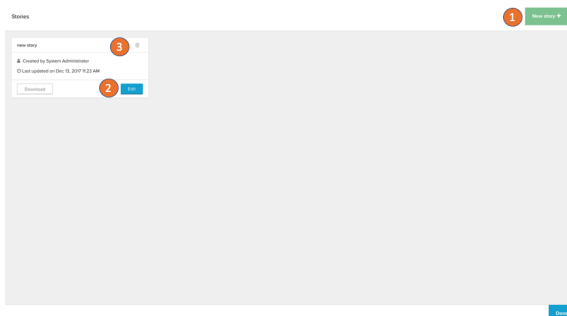 Stories
1
New story +
new story
3
Created by System Administrator
Last updated on Dec 13, 2017 11:23 AM
Download
2
Edit
Done